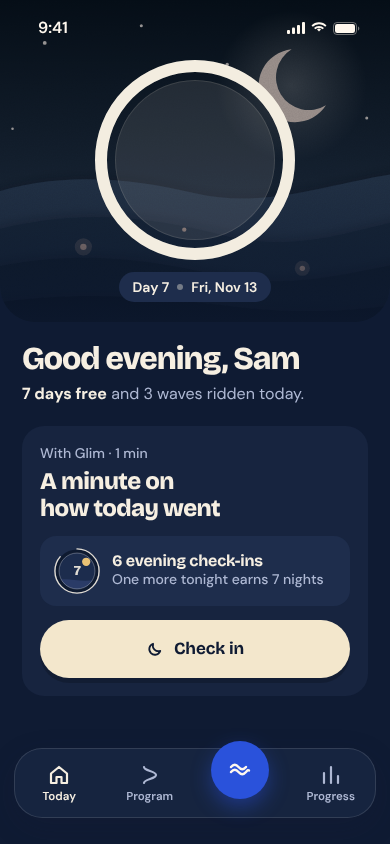 9:41
Day 7 • Fri, Nov 13
Good evening, Sam
7 days free and 3 waves ridden today.
With Glim · 1 min
A minute on
how today went
7
6 evening check-ins
One more tonight earns 7 nights
Check in
Today
Program
Progress